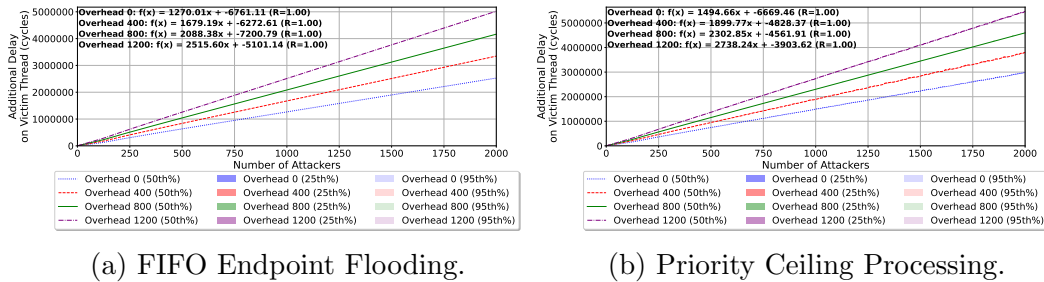 Overhead 0: f(x) = 1270.01x + -6761.11 (R=1.00)
Overhead 400: f(x) = 1679.19x + -6272.61 (R=1.00)
Overhead 800: f(x) = 2088.38x + -7200.79 (R=1.00)
Overhead 1200: f(x) = 2515.60x + -5101.14 (R=1.00)
Additional Delay
on Victim Thread (cycles)
5000000
4000000
3000000
2000000
1000000
0
0 250 500 750 1000 1250 1500 1750 2000
Number of Attackers
Overhead 0 (50th%) Overhead 0 (25th%) Overhead 0 (95th%)
Overhead 400 (50th%) Overhead 400 (25th%) Overhead 400 (95th%)
Overhead 800 (50th%) Overhead 800 (25th%) Overhead 800 (95th%)
Overhead 1200 (50th%) Overhead 1200 (25th%) Overhead 1200 (95th%)
(a) FIFO Endpoint Flooding.
Overhead 0: f(x) = 1494.66x + -6669.46 (R=1.00)
Overhead 400: f(x) = 1899.77x + -4828.37 (R=1.00)
Overhead 800: f(x) = 2302.85x + -4561.91 (R=1.00)
Overhead 1200: f(x) = 2738.24x + -3903.62 (R=1.00)
Additional Delay
on Victim Thread (cycles)
5000000
4000000
3000000
2000000
1000000
0
0 250 500 750 1000 1250 1500 1750 2000
Number of Attackers
Overhead 0 (50th%) Overhead 0 (25th%) Overhead 0 (95th%)
Overhead 400 (50th%) Overhead 400 (25th%) Overhead 400 (95th%)
Overhead 800 (50th%) Overhead 800 (25th%) Overhead 800 (95th%)
Overhead 1200 (50th%) Overhead 1200 (25th%) Overhead 1200 (95th%)
(b) Priority Ceiling Processing.